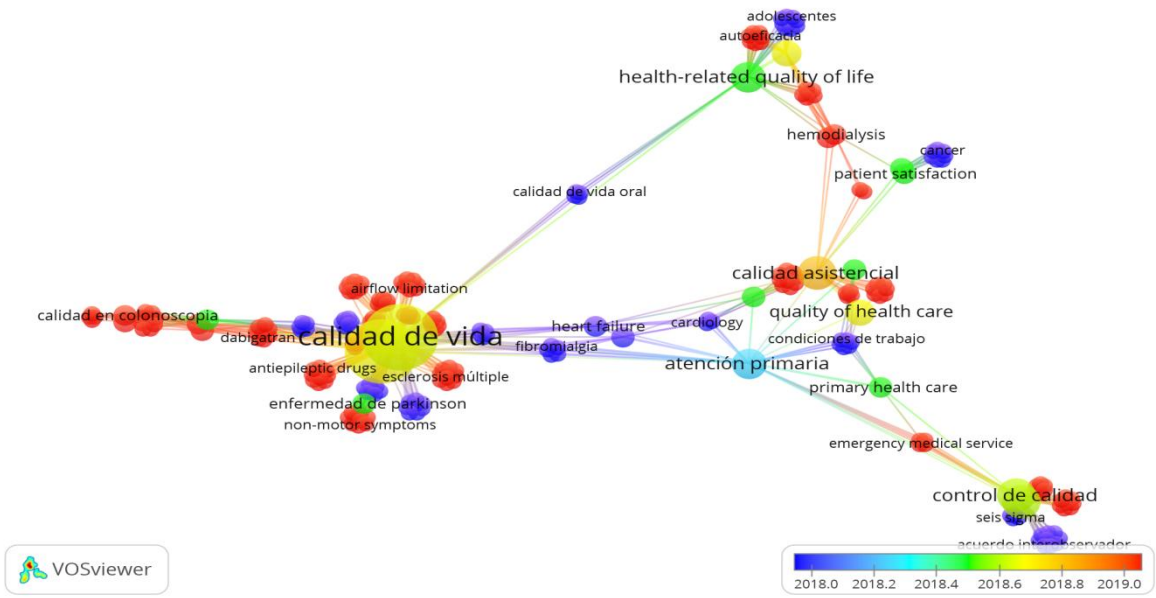 adolescentes
autoeficacia
health-related quality of life
hemodialysis
cancer
patient satisfaction
calidad de vida oral
calidad asistencial
airflow limitation
quality of health care
calidad en colonoscopia
heart failure
cardiology
dabigatran
calidad de vida
condiciones de trabajo
fibromialgia
antiepileptic drugs
esclerosis múltiple
atención primaria
primary health care
enfermedad de parkinson
non-motor symptoms
emergency medical service
control de calidad
seis sigma
acuerdo interobservador
VOSviewer
2018.0 2018.2 2018.4 2018.6 2018.8 2019.0